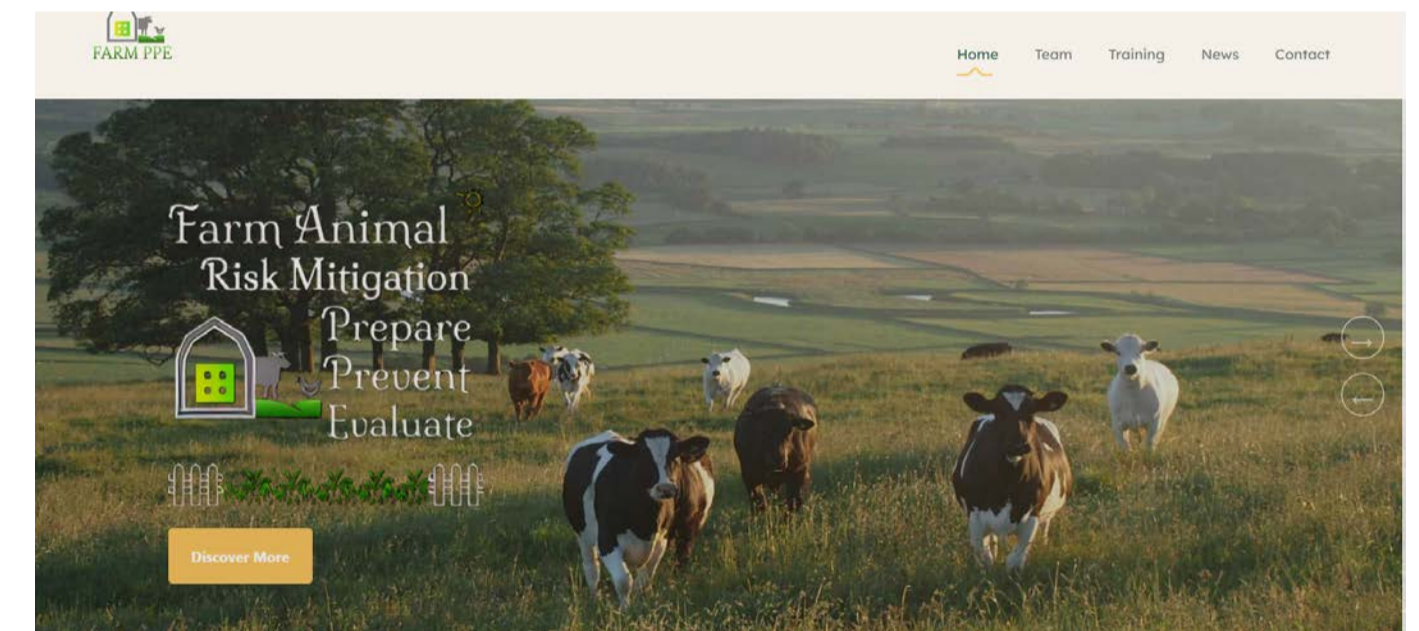 FARM PPE
Home Team Training News Contact
Farm Animal
Risk Mitigation
Prepare
Prevent
Evaluate
Discover More